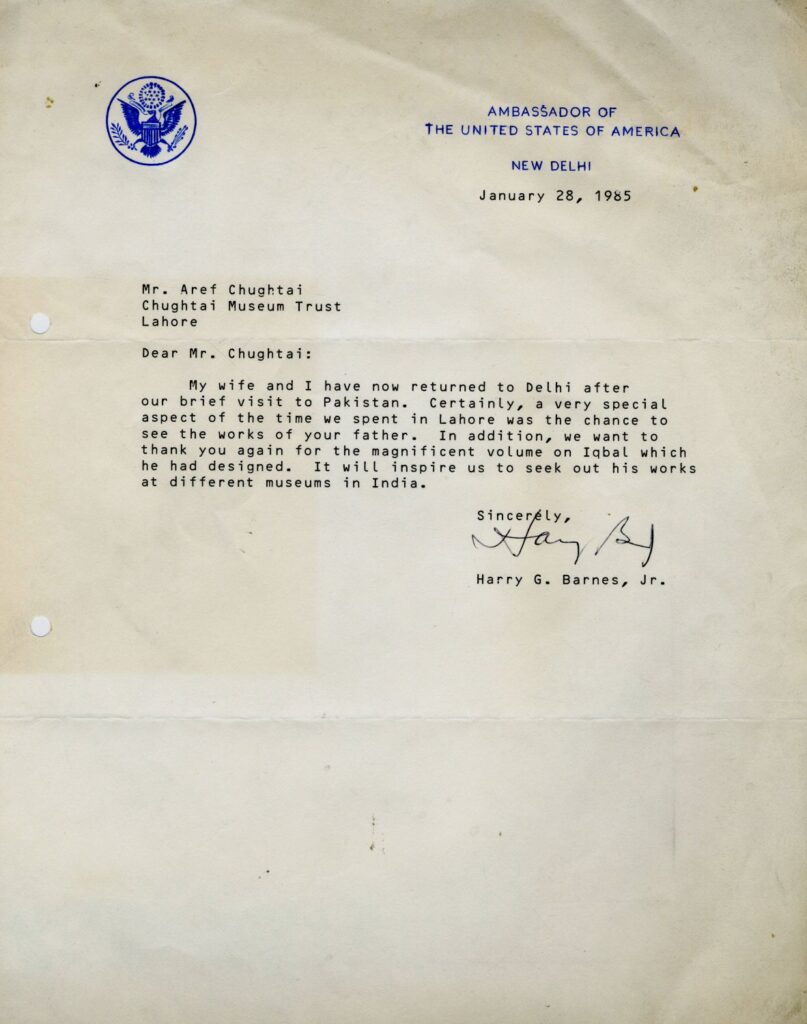 AMBASSADOR OF
THE UNITED STATES OF AMERICA
NEW DELHI
January 28, 1985
Mr. Aref Chughtai
Chughtai Museum Trust
Lahore
Dear Mr. Chughtai:
My wife and I have now returned to Delhi after
our brief visit to Pakistan. Certainly, a very special
aspect of the time we spent in Lahore was the chance to
see the works of your father. In addition, we want to
thank you again for the magnificent volume on Iqbal which
he had designed. It will inspire us to seek out his works
at different museums in India.
Sincerely,
Harry G. Barnes, Jr.